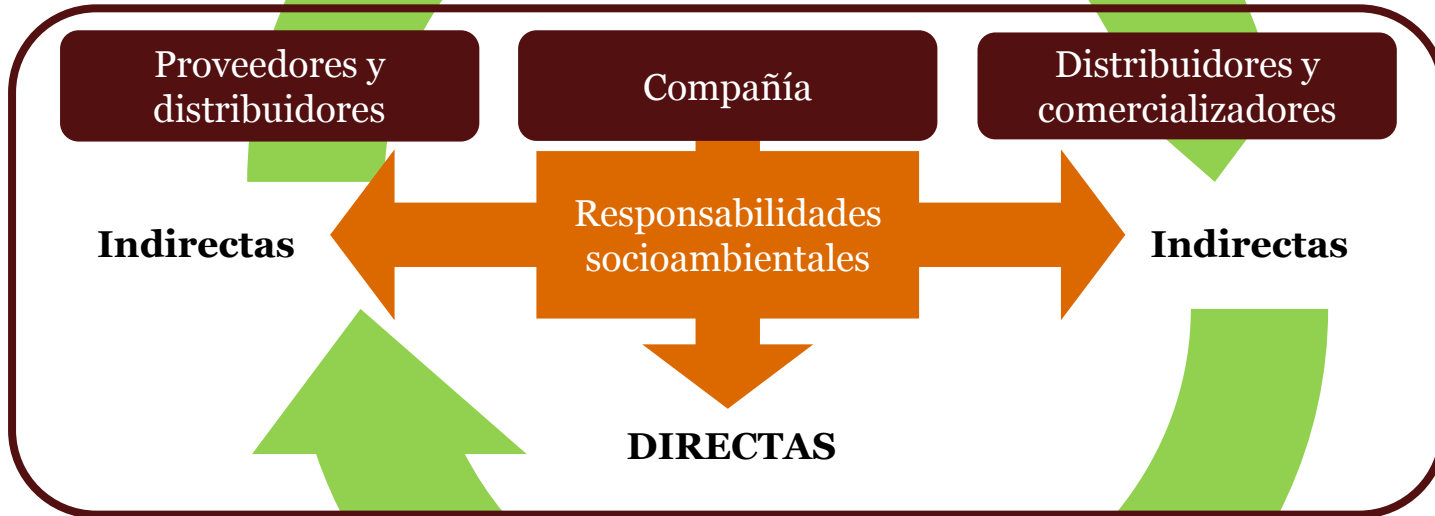 Proveedores y
distribuidores
Compañía
Distribuidores y
comercializadores
Responsabilidades
socioambientales
Indirectas
Indirectas
DIRECTAS